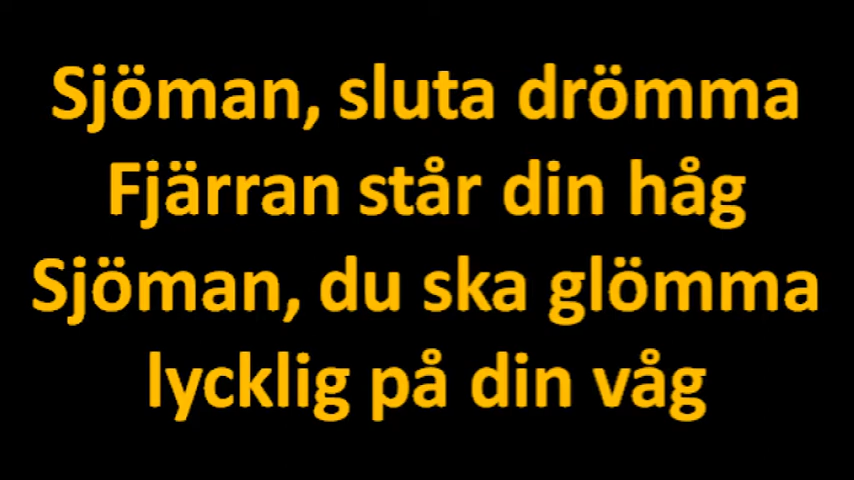 Sjöman, sluta drömma
Fjärran står din håg
Sjöman, du ska glömma
lycklig på din våg